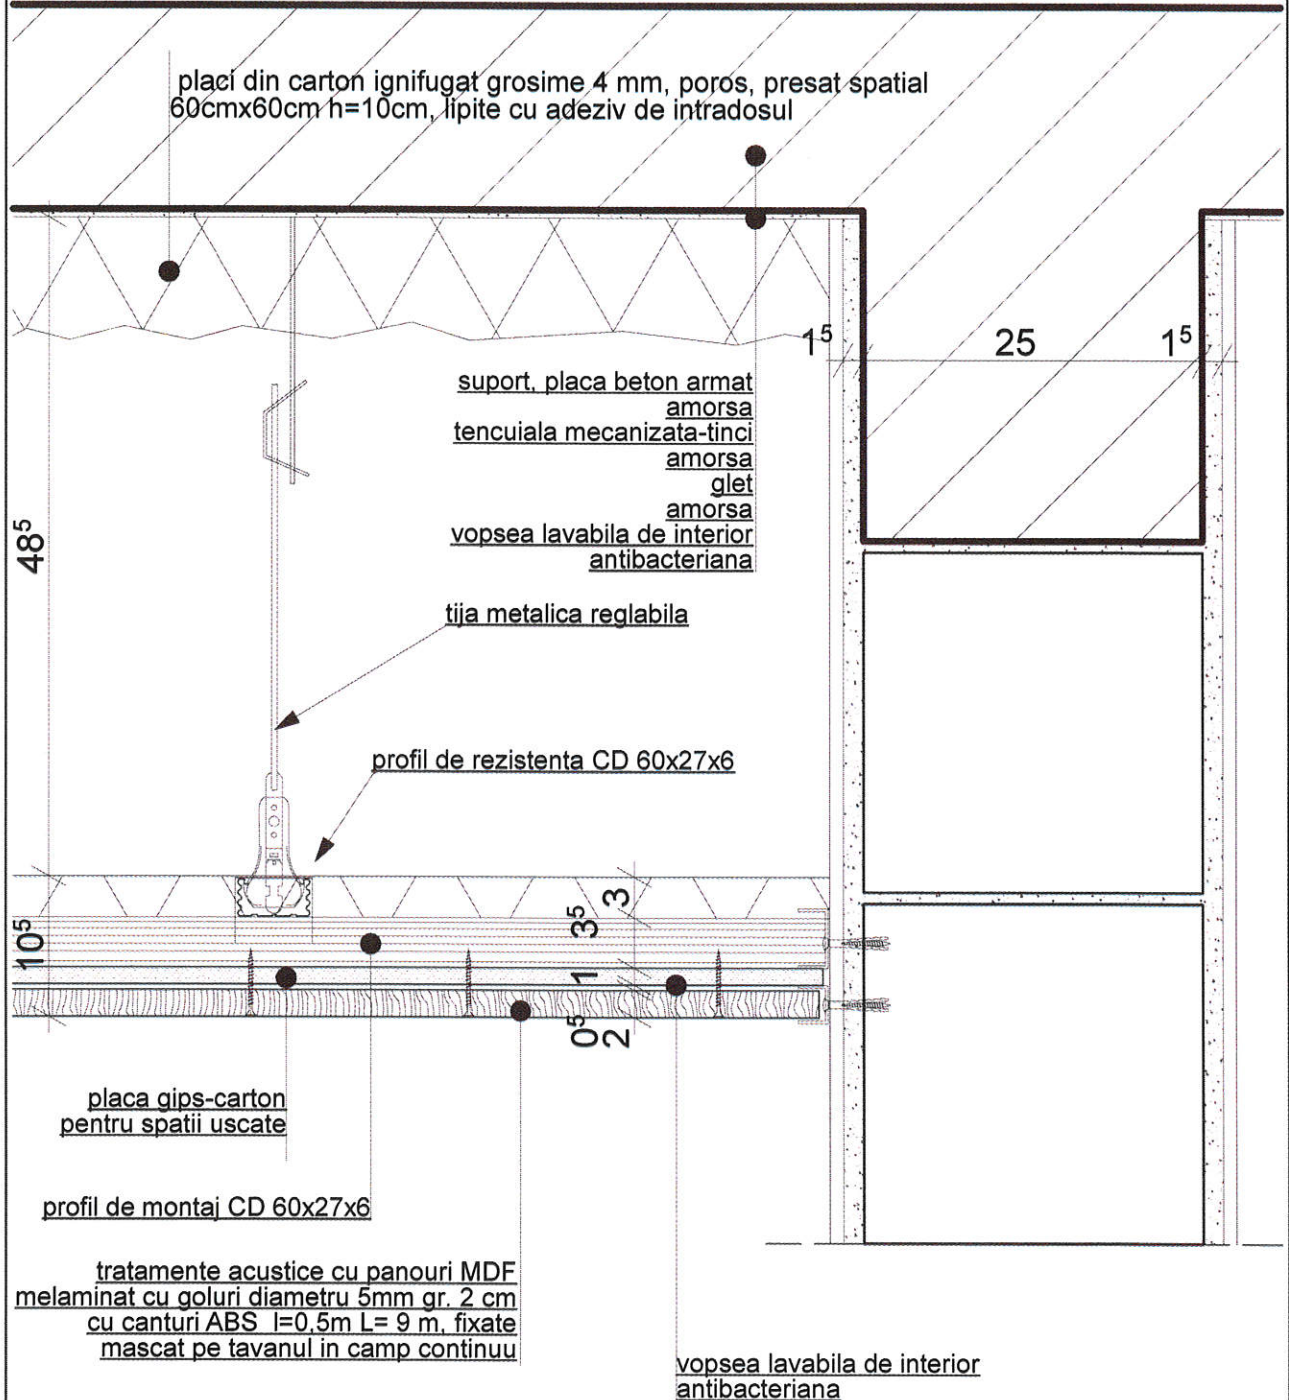 placi din carton ignifugat grosime 4 mm, poros, presat spatial
60cmx60cm h=10cm, lipite cu adeziv de intradosul
1⁵
25
1⁵
suport, placa beton armat
amorsa
tencuiala mecanizata-tinci
amorsa
glet
amorsa
vopsea lavabila de interior
antibacteriana
48⁵
tija metalica reglabila
profil de rezistenta CD 60x27x6
3
3⁵
10⁵
1
0⁵
2
placa gips-carton
pentru spatii uscate
profil de montaj CD 60x27x6
tratamente acustice cu panouri MDF
melaminat cu goluri diametru 5mm gr. 2 cm
cu canturi ABS l=0,5m L= 9 m, fixate
mascat pe tavanul in camp continuu
vopsea lavabila de interior
antibacteriana